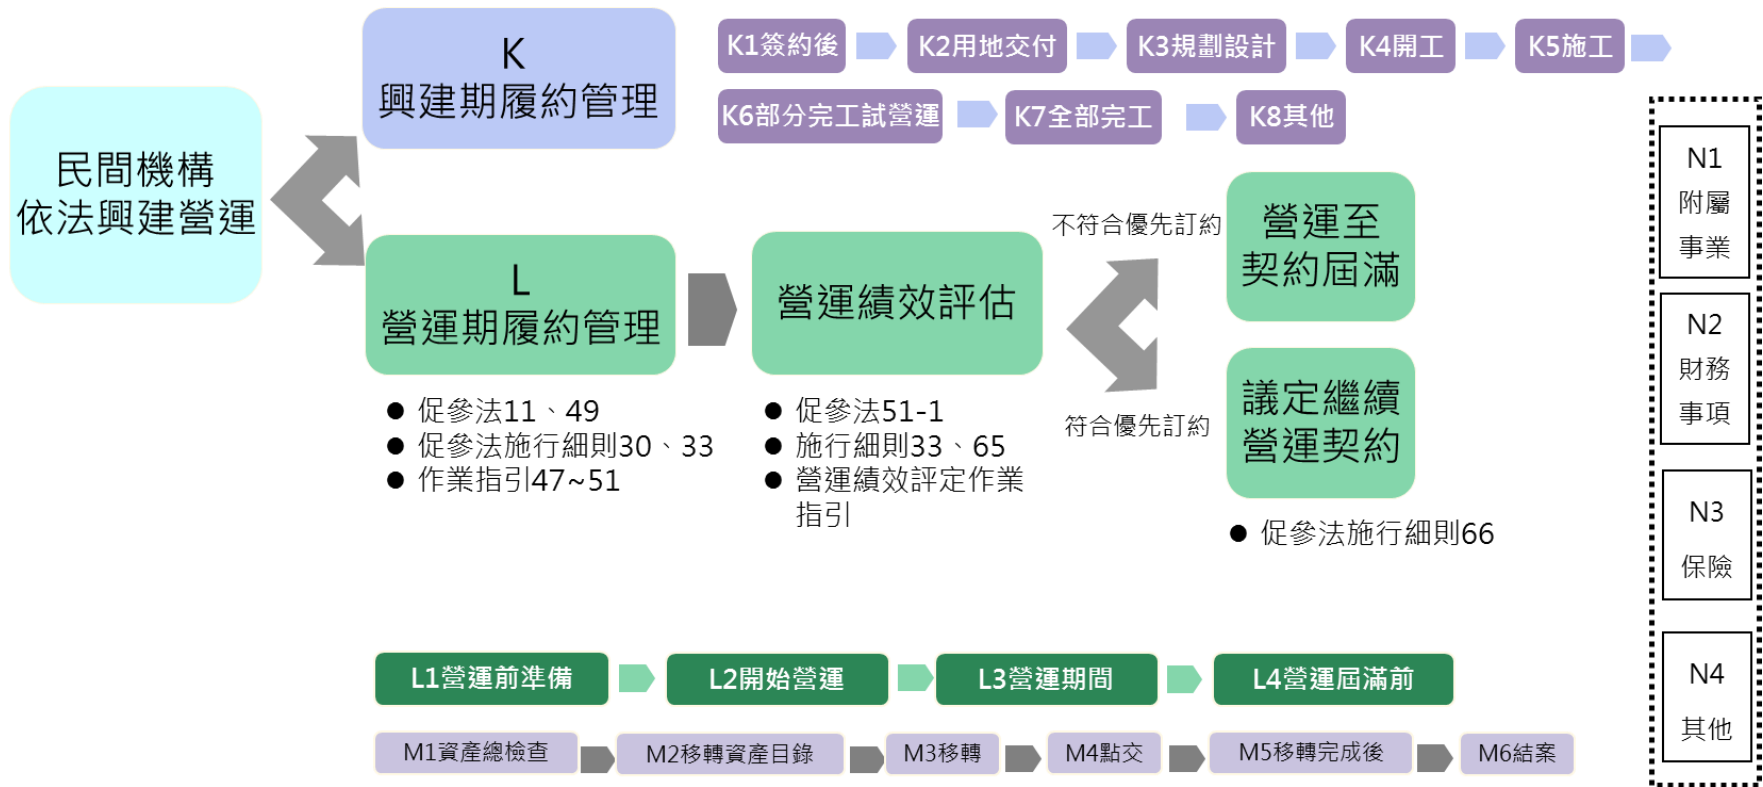 民間機構
依法興建營運
K
興建期履約管理
K1簽約後
K2用地交付
K3規劃設計
K4開工
K5施工
K6部分完工試營運
K7全部完工
K8其他
L
營運期履約管理
● 促參法11、49
● 促參法施行細則30、33
● 作業指引47~51
營運績效評估
● 促參法51-1
● 施行細則33、65
● 營運績效評定作業
指引
不符合優先訂約
營運至
契約屆滿
符合優先訂約
議定繼續
營運契約
● 促參法施行細則66
L1營運前準備
L2開始營運
L3營運期間
L4營運屆滿前
M1資產總檢查
M2移轉資產目錄
M3移轉
M4點交
M5移轉完成後
M6結案
N1
附屬
事業
N2
財務
事項
N3
保險
N4
其他